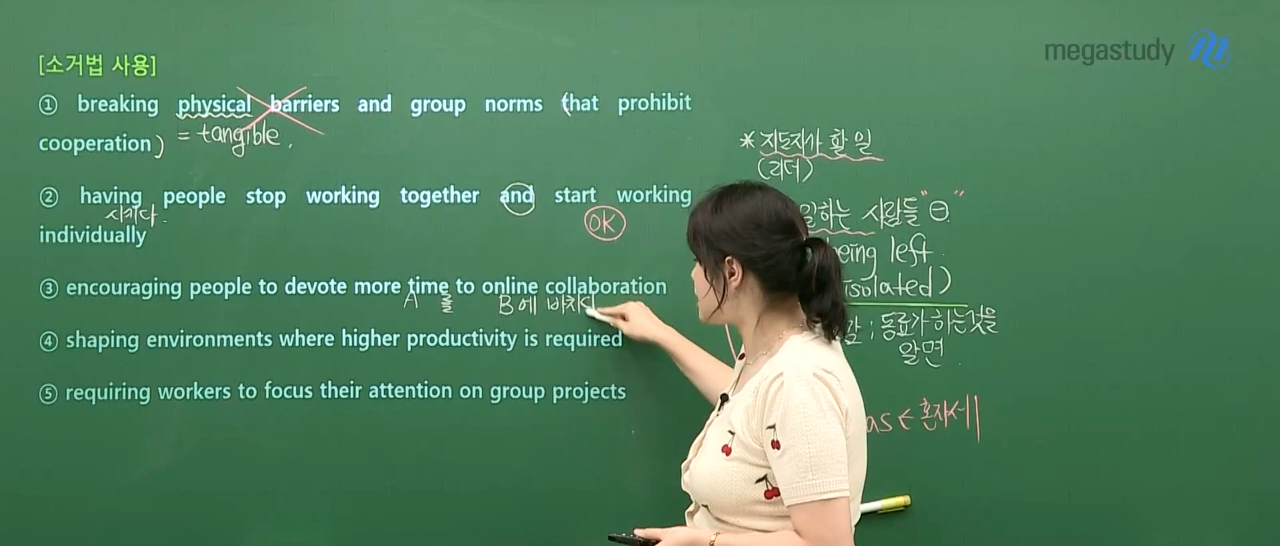 megastudy
[소거법 사용]
① breaking physical barriers and group norms (that prohibit
cooperation)
= tangible.
② having people stop working together and start working
시키다.
OK
individually
③ encouraging people to devote more time to online collaboration
A 를 B에 바치다
④ shaping environments where higher productivity is required
⑤ requiring workers to focus their attention on group projects
* 지도자가 할 일
(리더)
일하는 사람들" ⊖ "
being left
isolated)
; 동료가 하는것을
알면
as < 혼자서